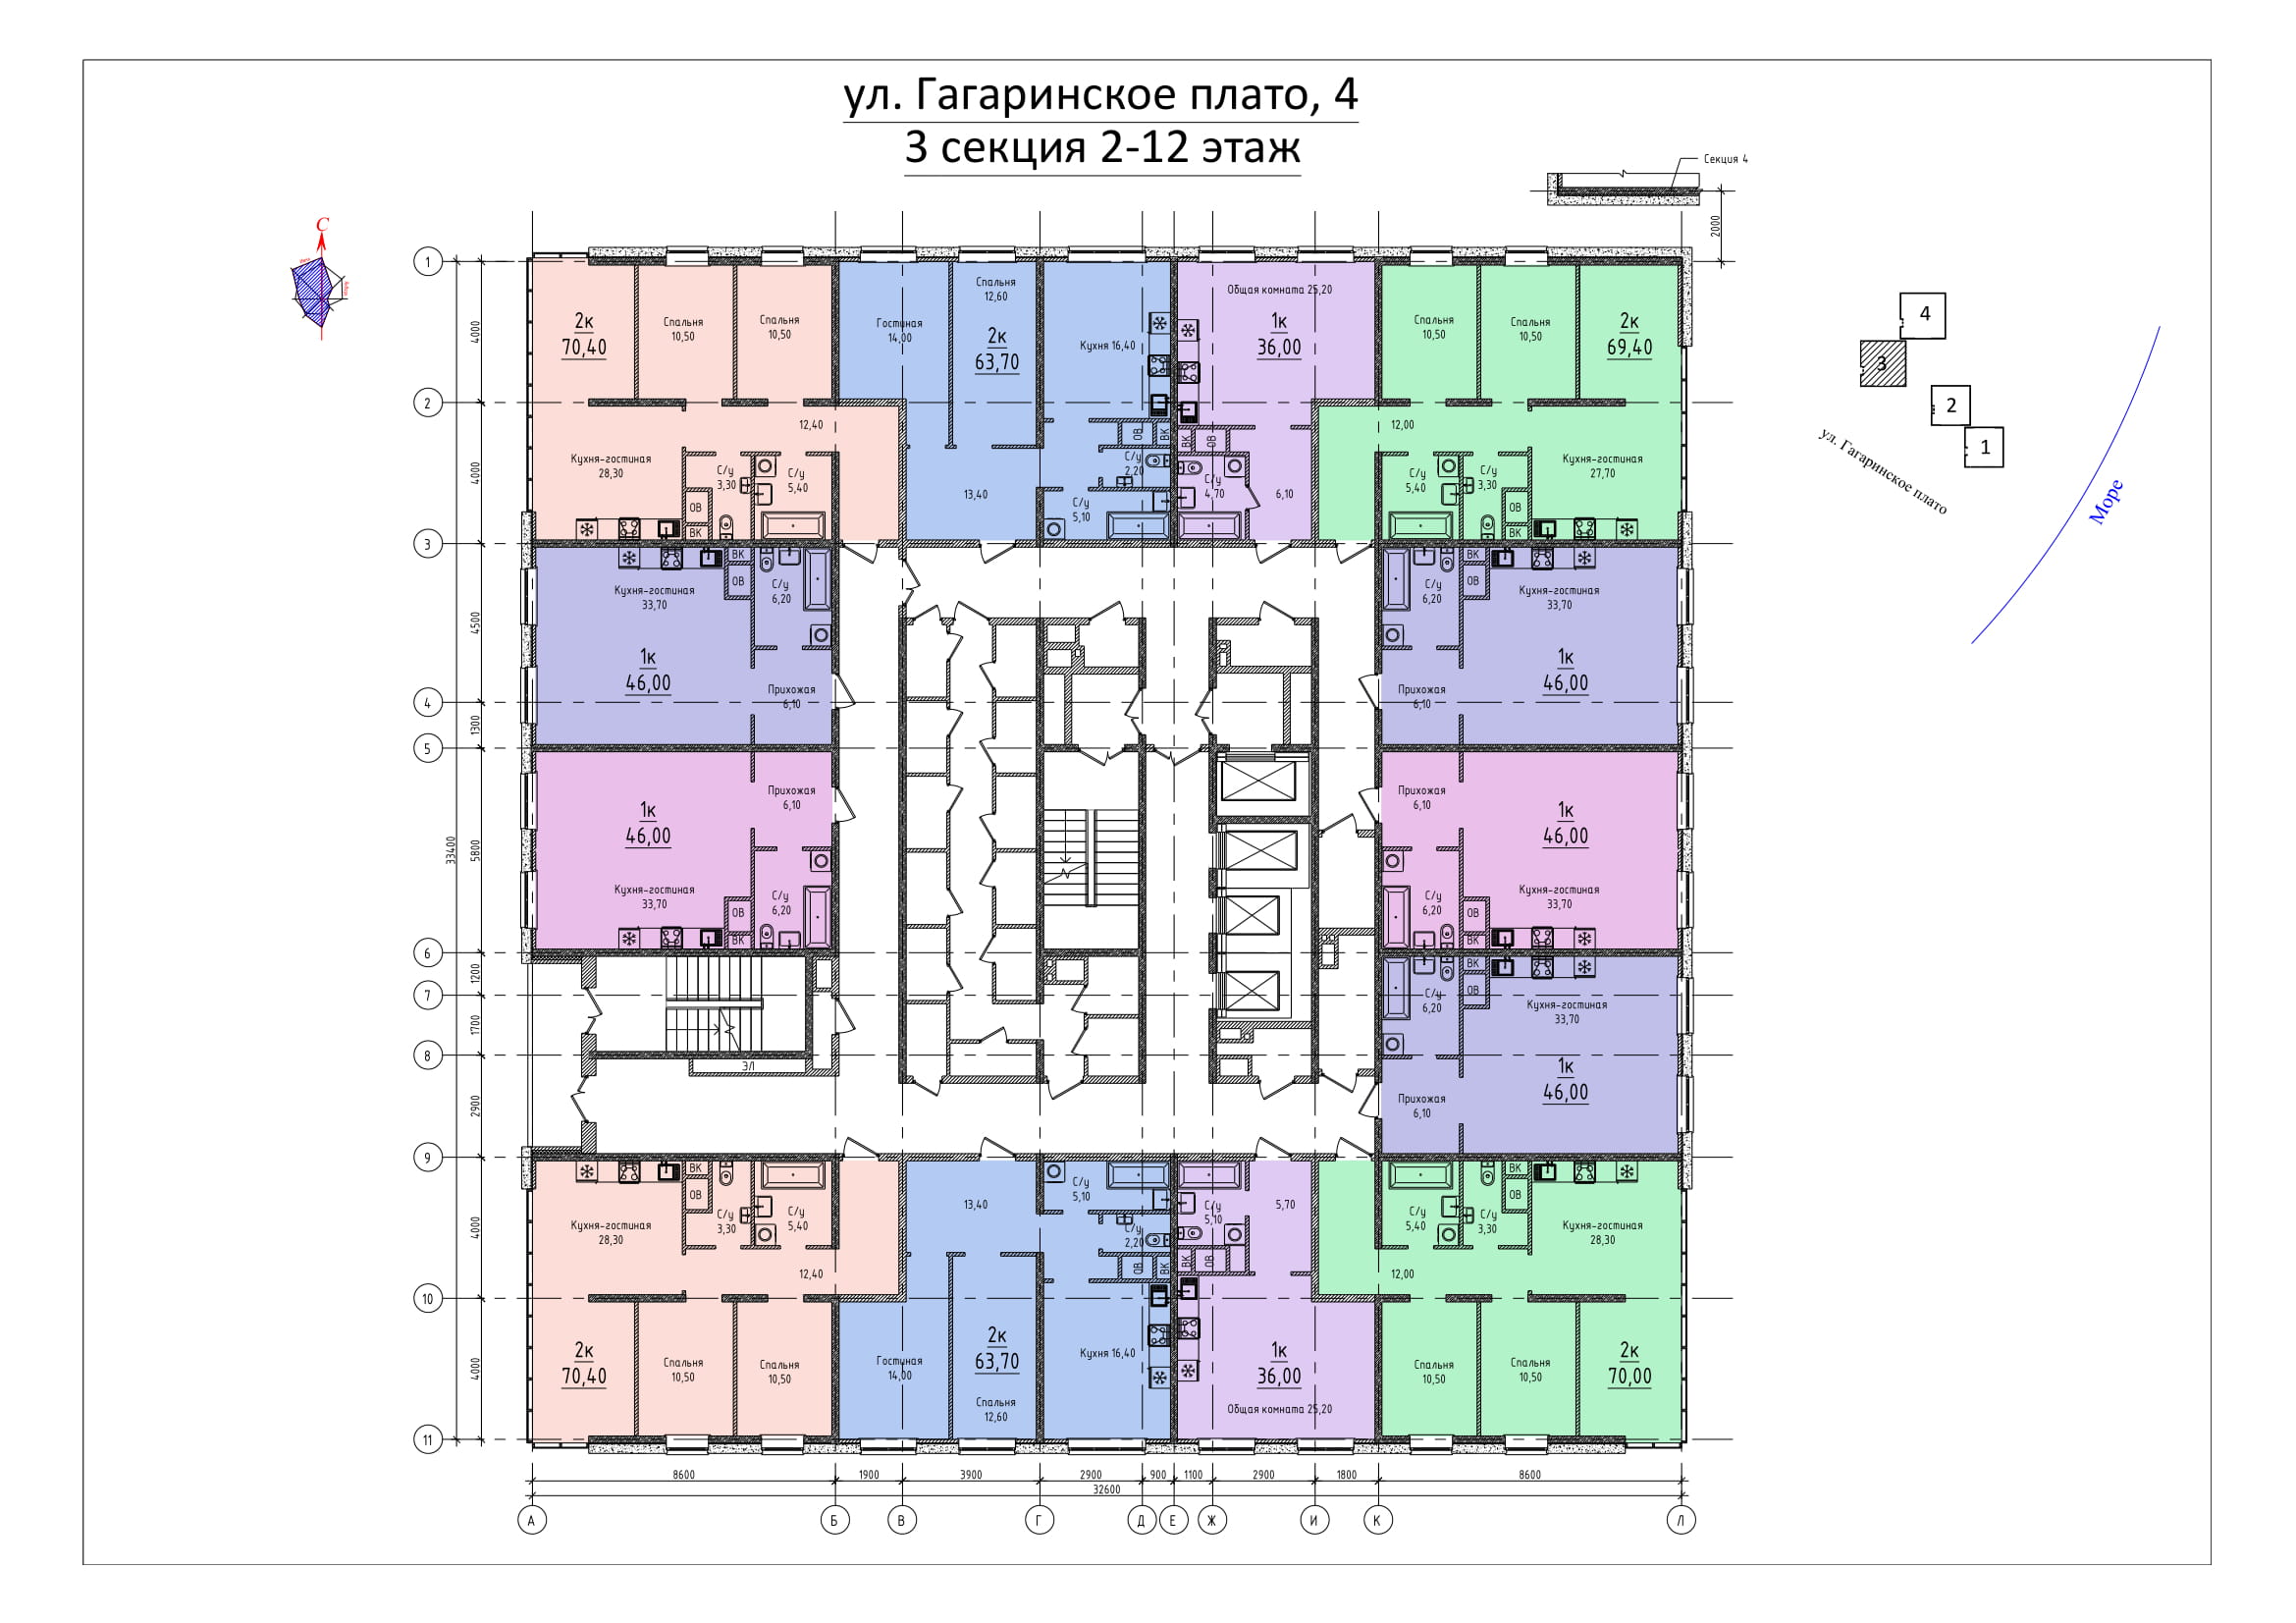 ул. Гагаринское плато, 4
3 секция 2-12 этаж
Секция 4
2000
С
4
3
2
1
ул. Гагаринское плато
Море
1
2
3
4
5
6
7
8
9
10
11
4000
4000
4500
1300
5800
1200
1700
2900
4000
4000
33400
2к
70,40
Спальня
10,50
Спальня
10,50
12,40
Кухня-гостиная
28,30
С/у
3,30
С/у
5,40
ОВ
ВК
Гостиная
14,00
Спальня
12,60
2к
63,70
Кухня 16,40
13,40
ОВ
ВК
С/у
2,20
С/у
5,10
Общая комната 25,20
1к
36,00
ВК
ОВ
С/у
4,70
6,10
Спальня
10,50
Спальня
10,50
2к
69,40
12,00
Кухня-гостиная
27,70
С/у
5,40
С/у
3,30
ОВ
ВК
Кухня-гостиная
33,70
ВК
ОВ
С/у
6,20
1к
46,00
Прихожая
6,10
С/у
6,20
ВК
ОВ
Кухня-гостиная
33,70
1к
46,00
Прихожая
6,10
1к
46,00
Прихожая
6,10
Кухня-гостиная
33,70
ОВ
ВК
С/у
6,20
Прихожая
6,10
1к
46,00
Кухня-гостиная
33,70
С/у
6,20
ОВ
ВК
ЗЛ
С/у
6,20
ВК
ОВ
Кухня-гостиная
33,70
1к
46,00
Прихожая
6,10
Кухня-гостиная
28,30
ВК
ОВ
С/у
3,30
С/у
5,40
12,40
2к
70,40
Спальня
10,50
Спальня
10,50
13,40
С/у
5,10
С/у
2,20
ОВ
ВК
Гостиная
14,00
2к
63,70
Спальня
12,60
Кухня 16,40
С/у
5,10
5,70
ВК
ОВ
1к
36,00
Общая комната 25,20
С/у
5,40
С/у
3,30
ВК
ОВ
Кухня-гостиная
28,30
12,00
Спальня
10,50
Спальня
10,50
2к
70,00
8600
1900
3900
2900
900
1100
2900
1800
8600
32600
А
Б
В
Г
Д
Е
Ж
И
К
Л